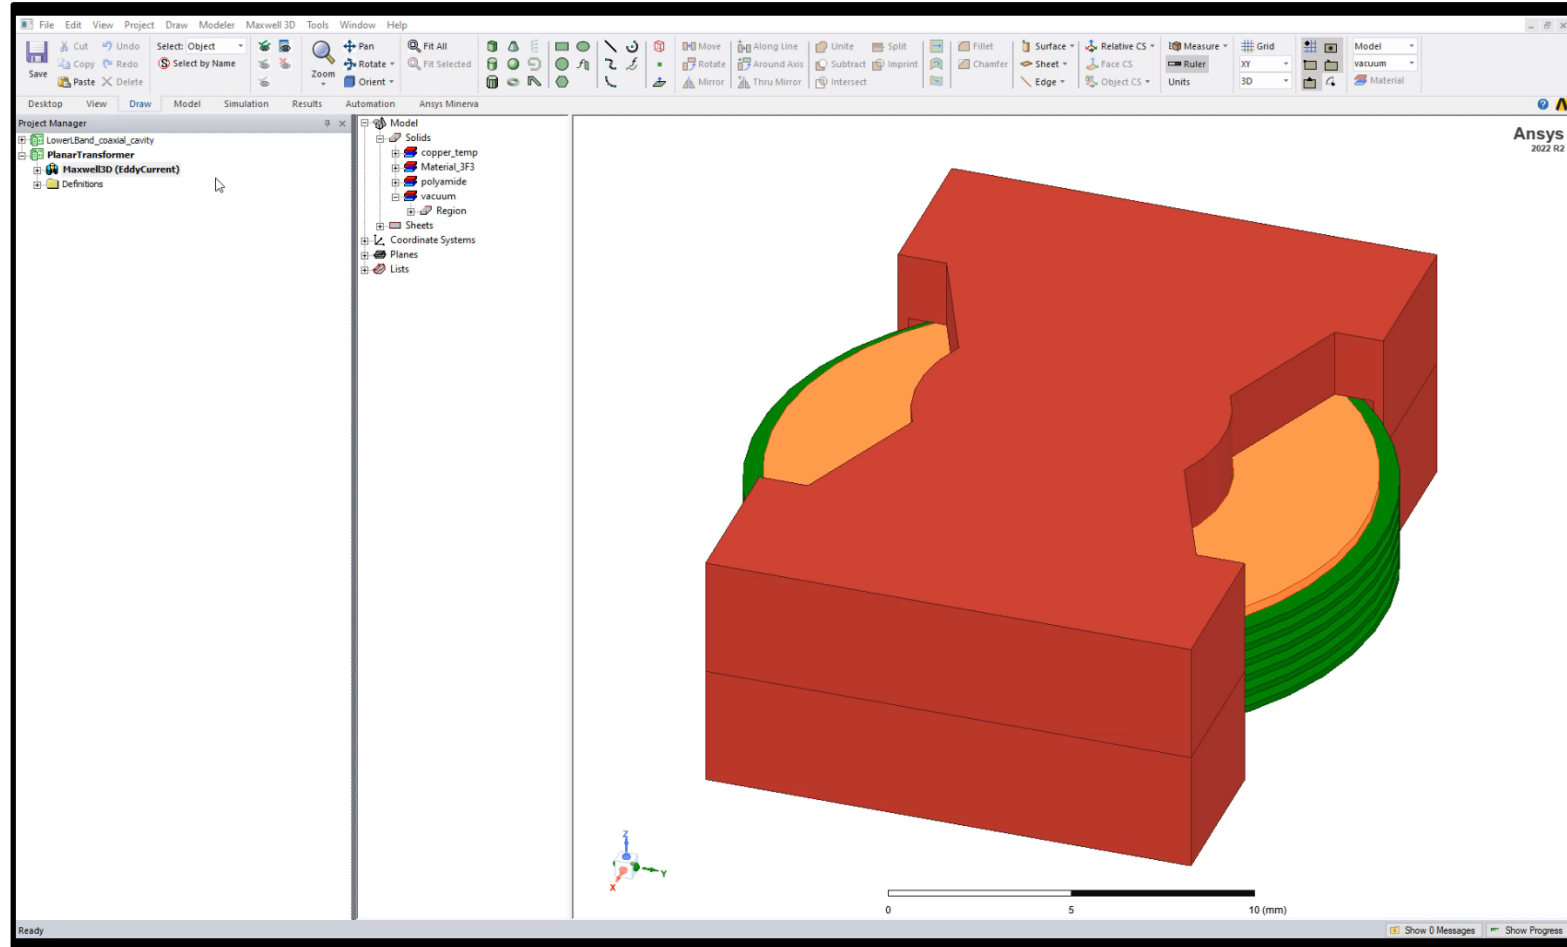 File Edit View Project Draw Modeler Maxwell 3D Tools Window Help
Save
Cut Undo
Copy Redo
Paste Delete
Select: Object
Select by Name
Zoom
Pan
Rotate
Orient
Fit All
Fit Selected
Move Along Line
Rotate Around Axis
Mirror Thru Mirror
Unite Split
Subtract Imprint
Intersect
Fillet
Chamfer
Surface
Sheet
Edge
Relative CS
Face CS
Object CS
Measure
Ruler
Units
Grid
XY
3D
Model
vacuum
Material
Desktop View Draw Model Simulation Results Automation Ansys Minerva
Project Manager
LowerLBand_coaxial_cavity
PlanarTransformer
Maxwell3D (EddyCurrent)
Definitions
Model
Solids
copper_temp
Material_3F3
polyamide
vacuum
Region
Sheets
Coordinate Systems
Planes
Lists
Ansys
2022 R2
Z
Y
X
0 5 10 (mm)
Ready Show 0 Messages Show Progress